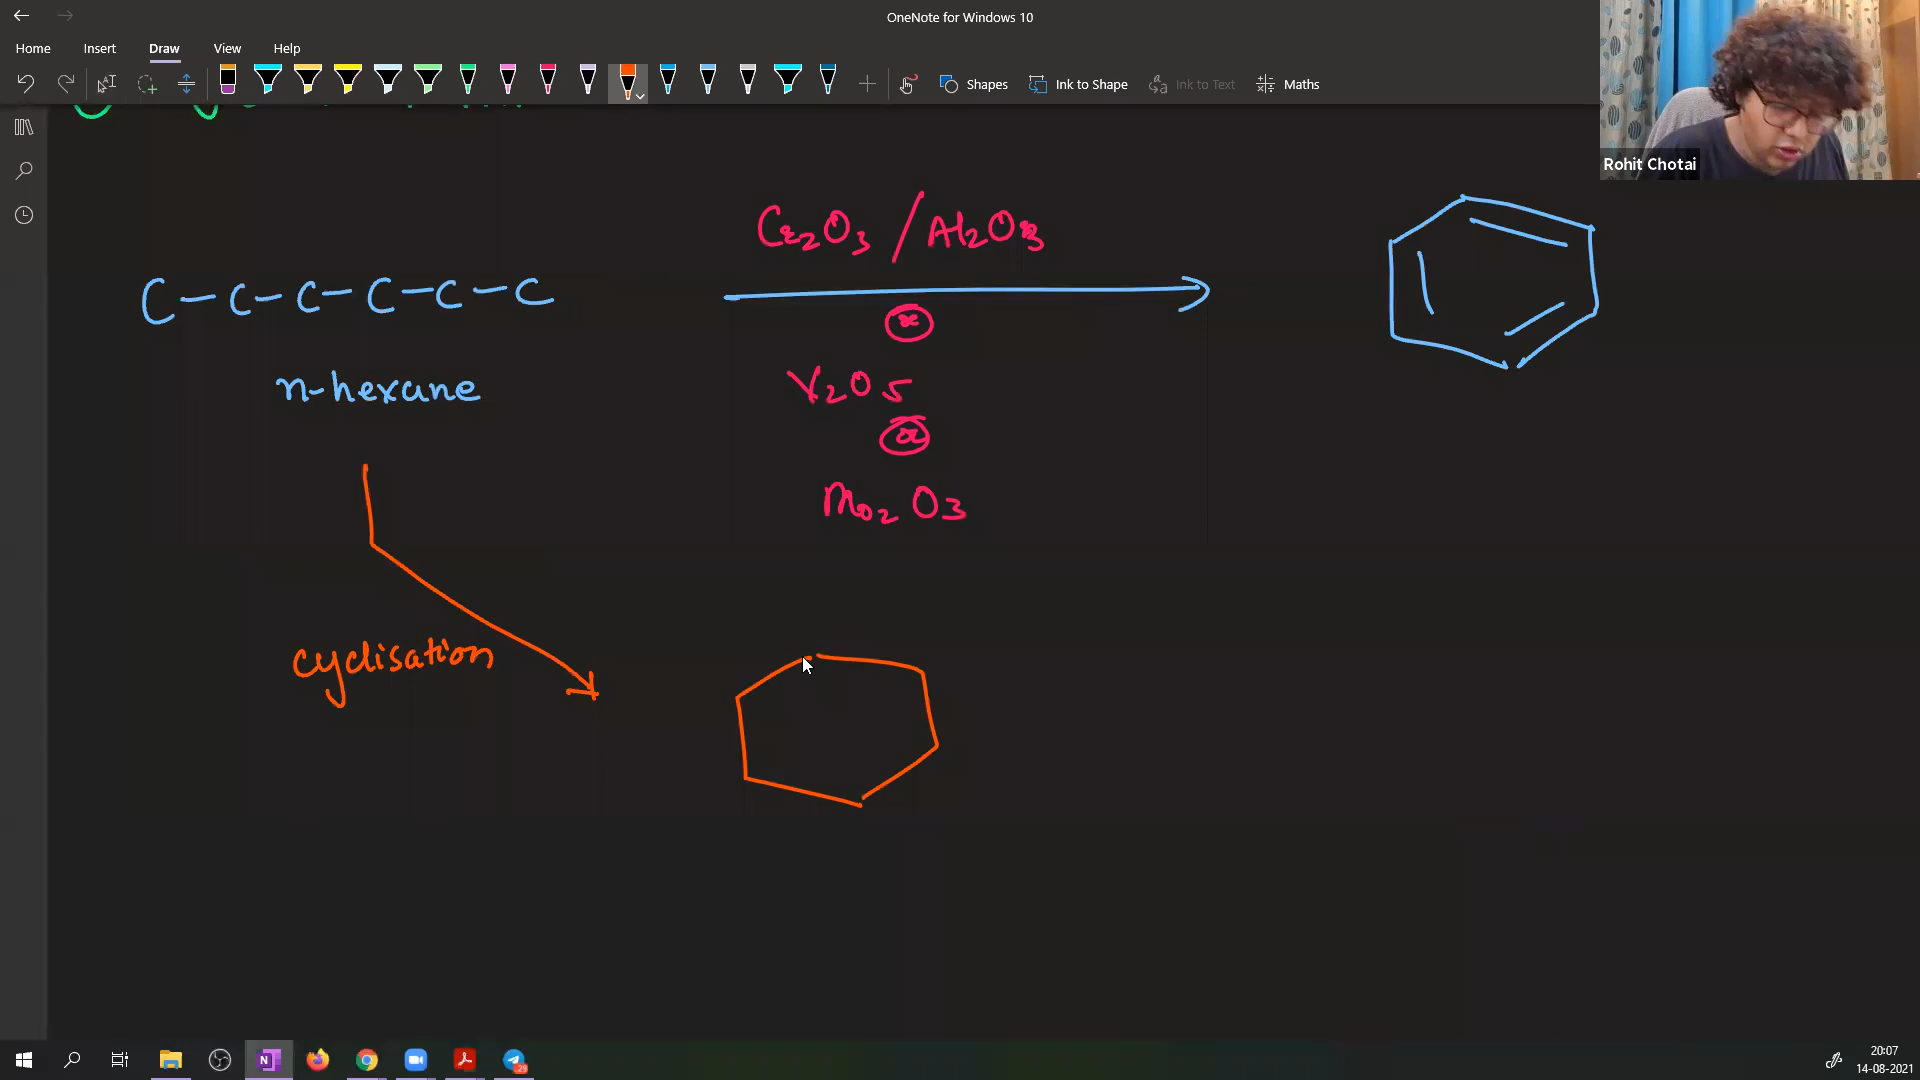 OneNote for Windows 10
Home Insert Draw View Help
Shapes Ink to Shape Ink to Text Maths
Rohit Chotai
Cr2O3 / Al2O3
C-C-C-C-C-C
n-hexane
V2O5
Mo2O3
cyclisation
29
20:07
14-08-2021